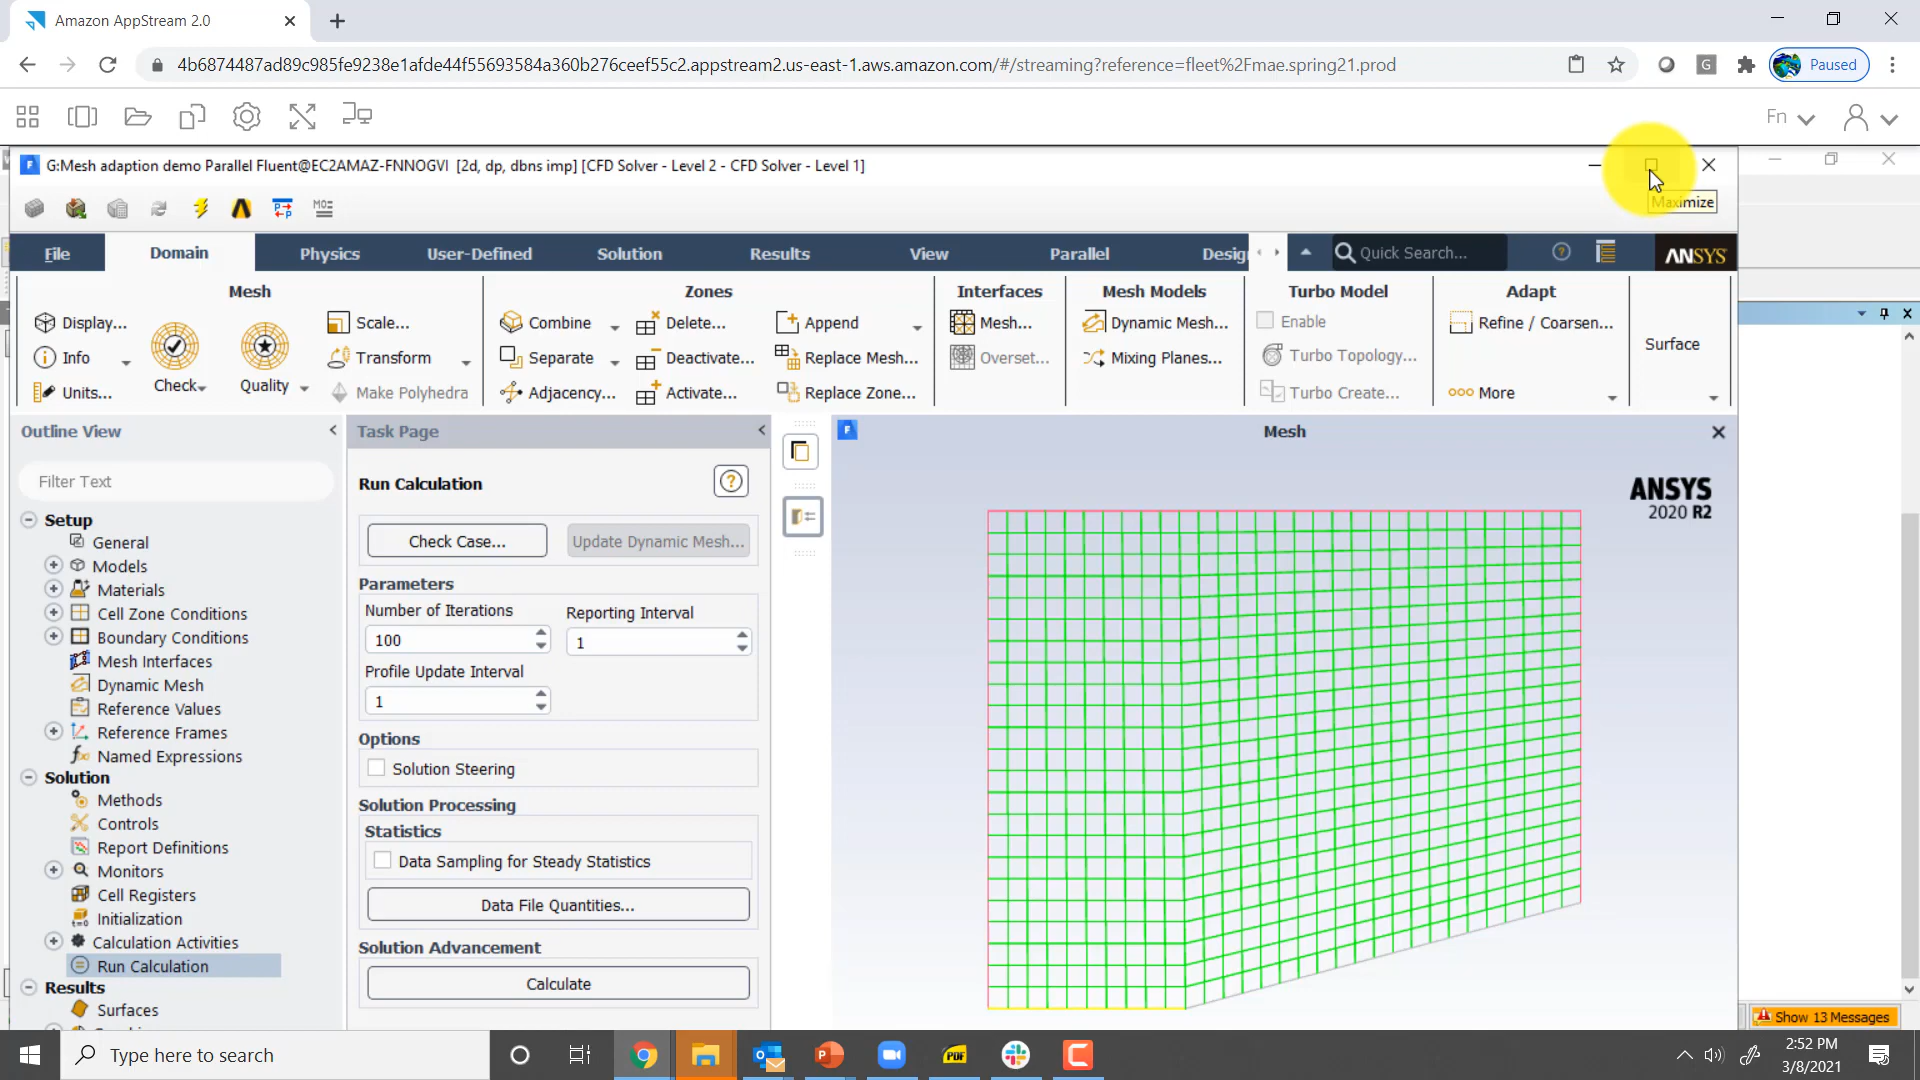 Amazon AppStream 2.0
4b6874487ad89c985fe9238e1afde44f55693584a360b276ceef55c2.appstream2.us-east-1.aws.amazon.com/#/streaming?reference=fleet%2Fmae.spring21.prod
G
Paused
Fn
G:Mesh adaption demo Parallel Fluent@EC2AMAZ-FNNOGVI [2d, dp, dbns imp] [CFD Solver - Level 2 - CFD Solver - Level 1]
Maximize
File Domain Physics User-Defined Solution Results View Parallel Design Quick Search... ANSYS
Mesh Zones Interfaces Mesh Models Turbo Model Adapt
Display... Scale... Combine Delete... Append Mesh... Dynamic Mesh... Enable Refine / Coarsen...
Surface
Info Transform Separate Deactivate... Replace Mesh... Overset... Mixing Planes... Turbo Topology...
Check Quality
Units... Make Polyhedra Adjacency... Activate... Replace Zone... Turbo Create... More
Outline View
Filter Text
Setup
General
Models
Materials
Cell Zone Conditions
Boundary Conditions
Mesh Interfaces
Dynamic Mesh
Reference Values
Reference Frames
Named Expressions
Solution
Methods
Controls
Report Definitions
Monitors
Cell Registers
Initialization
Calculation Activities
Run Calculation
Results
Surfaces
Task Page
Run Calculation
Check Case... Update Dynamic Mesh...
Parameters
Number of Iterations Reporting Interval
100 1
Profile Update Interval
1
Options
Solution Steering
Solution Processing
Statistics
Data Sampling for Steady Statistics
Data File Quantities...
Solution Advancement
Calculate
Mesh
ANSYS
2020 R2
Show 13 Messages
Type here to search
PDF
2:52 PM
3/8/2021